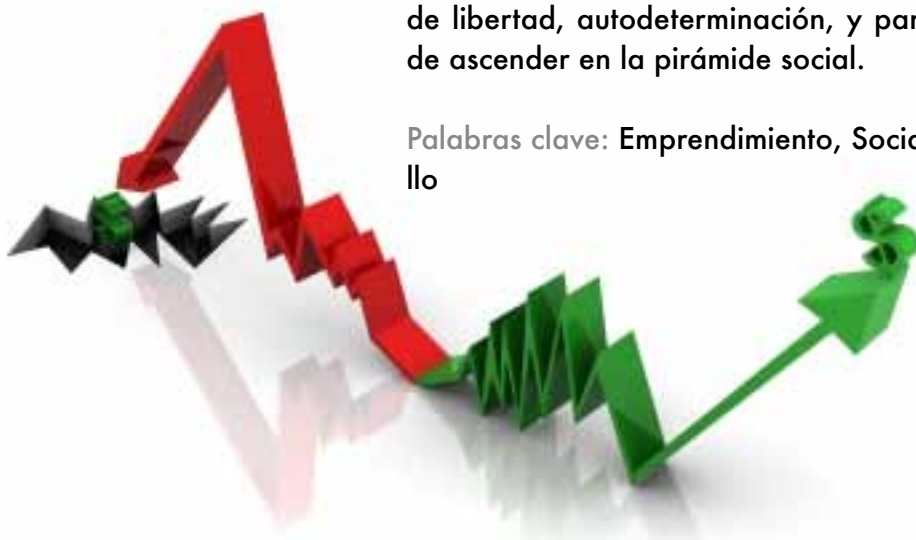 de libertad, autodeterminación, y par
de ascender en la pirámide social.
Palabras clave: Emprendimiento, Socia
llo